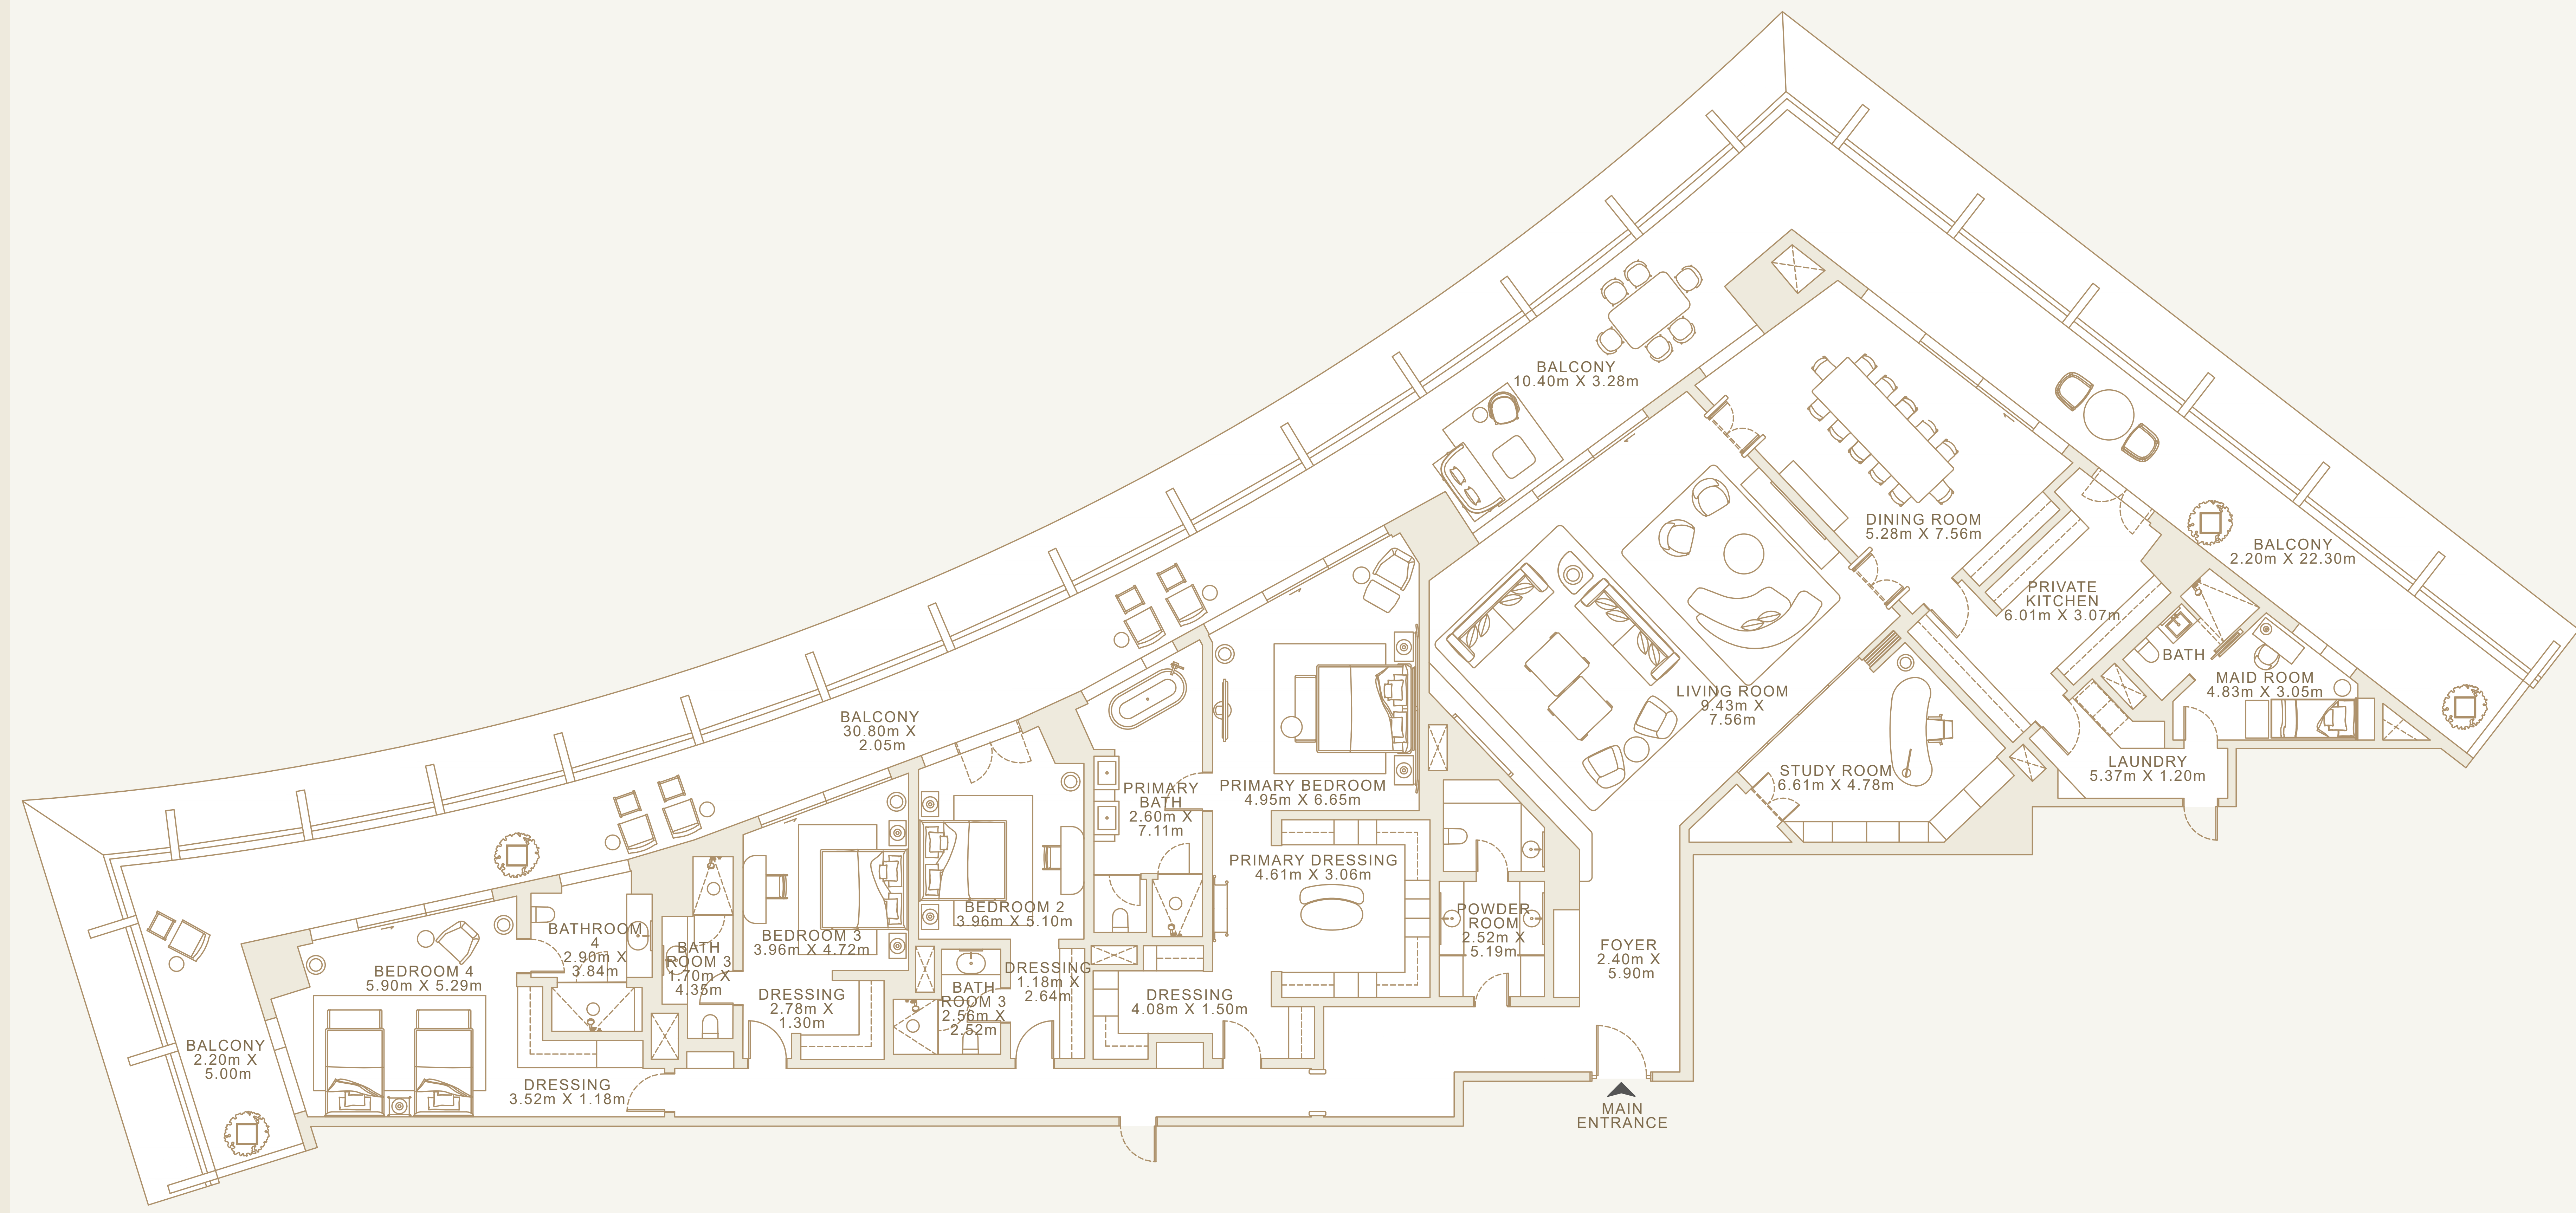 BALCONY
10.40m X 3.28m
DINING ROOM
5.28m X 7.56m
BALCONY
2.20m X 22.30m
PRIVATE
KITCHEN
6.01m X 3.07m
BATH
MAID ROOM
4.83m X 3.05m
LIVING ROOM
9.43m X
7.56m
STUDY ROOM
6.61m X 4.78m
LAUNDRY
5.37m X 1.20m
BALCONY
30.80m X
2.05m
PRIMARY
BATH
2.60m X
7.11m
PRIMARY BEDROOM
4.95m X 6.65m
PRIMARY DRESSING
4.61m X 3.06m
BEDROOM 2
3.96m X 5.10m
POWDER
ROOM
2.52m X
5.19m
BEDROOM 3
3.96m X 4.72m
BATHROOM
4
2.90m X
3.84m
BATH
ROOM 3
1.70m X
4.35m
FOYER
2.40m X
5.90m
BEDROOM 4
5.90m X 5.29m
DRESSING
2.78m X
1.30m
BATH
ROOM 3
2.56m X
2.52m
DRESSING
1.18m X
2.64m
DRESSING
4.08m X 1.50m
BALCONY
2.20m X
5.00m
DRESSING
3.52m X 1.18m
MAIN
ENTRANCE